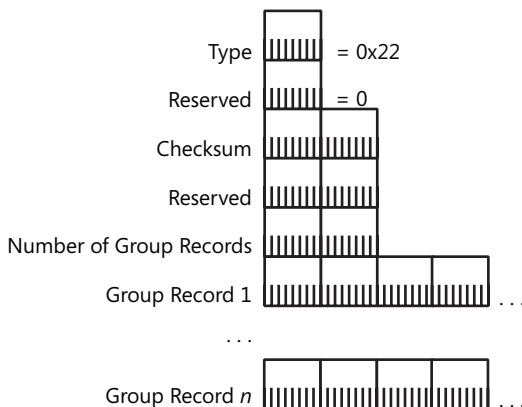 Type = 0x22
Reserved = 0
Checksum
Reserved
Number of Group Records
Group Record 1 ...
...
Group Record n ...